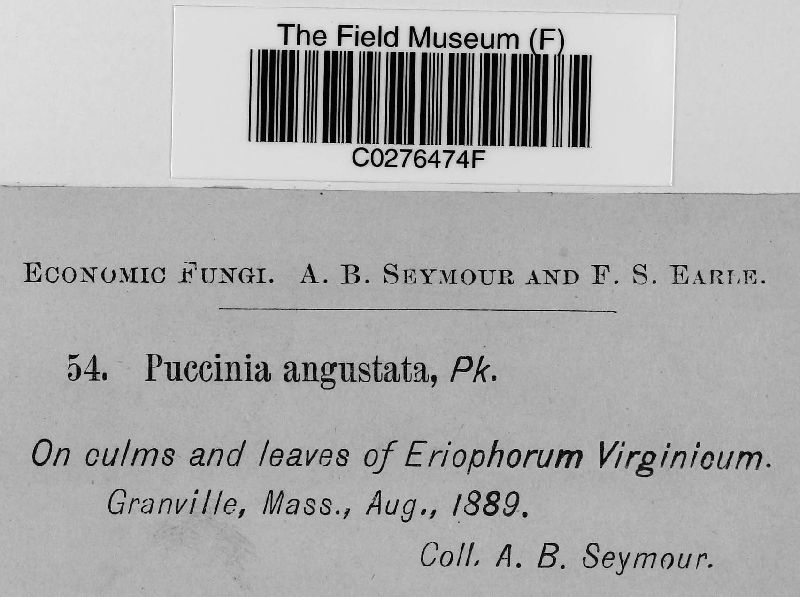 The Field Museum (F)
C0276474F
Economic Fungi. A. B. Seymour and F. S. Earle.
54. Puccinia angustata, Pk.
On culms and leaves of Eriophorum Virginicum.
Granville, Mass., Aug., 1889.
Coll. A. B. Seymour.